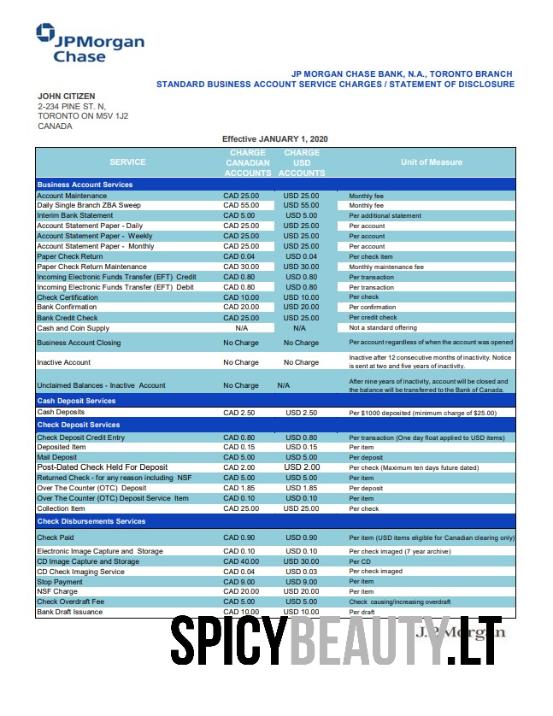 JPMorgan
Chase
JP MORGAN CHASE BANK, N.A., TORONTO BRANCH
STANDARD BUSINESS ACCOUNT SERVICE CHARGES / STATEMENT OF DISCLOSURE
JOHN CITIZEN
2-234 PINE ST. N,
TORONTO ON M5V 1J2
CANADA
Effective JANUARY 1, 2020
SERVICE CHARGE CANADIAN ACCOUNTS CHARGE USD ACCOUNTS Unit of Measure
Business Account Services
Account Maintenance CAD 25.00 USD 25.00 Monthly fee
Daily Single Branch ZBA Sweep CAD 55.00 USD 55.00 Monthly fee
Interim Bank Statement CAD 5.00 USD 5.00 Per additional statement
Account Statement Paper - Daily CAD 25.00 USD 25.00 Per account
Account Statement Paper - Weekly CAD 25.00 USD 25.00 Per account
Account Statement Paper - Monthly CAD 25.00 USD 25.00 Per account
Paper Check Return CAD 0.04 USD 0.04 Per check item
Paper Check Return Maintenance CAD 30.00 USD 30.00 Monthly maintenance fee
Incoming Electronic Funds Transfer (EFT) Credit CAD 0.80 USD 0.80 Per transaction
Incoming Electronic Funds Transfer (EFT) Debit CAD 0.80 USD 0.80 Per transaction
Check Certification CAD 10.00 USD 10.00 Per check
Bank Confirmation CAD 20.00 USD 20.00 Per confirmation
Bank Credit Check CAD 25.00 USD 25.00 Per credit check
Cash and Coin Supply N/A N/A Not a standard offering
Business Account Closing No Charge No Charge Per account regardless of when the account was opened
Inactive Account No Charge No Charge Inactive after 12 consecutive months of inactivity. Notice
is sent at two and five years of inactivity.
Unclaimed Balances - Inactive Account No Charge N/A After nine years of inactivity, account will be closed and
the balance will be transferred to the Bank of Canada.
Cash Deposit Services
Cash Deposits CAD 2.50 USD 2.50 Per $1000 deposited (minimum charge of $25.00)
Check Deposit Services
Check Deposit Credit Entry CAD 0.80 USD 0.80 Per transaction (One day float applied to USD items)
Deposited Item CAD 0.15 USD 0.15 Per item
Mail Deposit CAD 5.00 USD 5.00 Per deposit
Post-Dated Check Held For Deposit CAD 2.00 USD 2.00 Per check (Maximum ten days future dated)
Returned Check - for any reason including NSF CAD 5.00 USD 5.00 Per item
Over The Counter (OTC) Deposit CAD 1.85 USD 1.85 Per deposit
Over The Counter (OTC) Deposit Service Item CAD 0.10 USD 0.10 Per item
Collection Item CAD 25.00 USD 25.00 Per check
Check Disbursements Services
Check Paid CAD 0.90 USD 0.90 Per item (USD items eligible for Canadian clearing only)
Electronic Image Capture and Storage CAD 0.10 USD 0.10 Per check imaged (7 year archive)
CD Image Capture and Storage CAD 40.00 USD 30.00 Per CD
CD Check Imaging Service CAD 0.04 USD 0.03 Per check imaged
Stop Payment CAD 9.00 USD 9.00 Per item
NSF Charge CAD 20.00 USD 20.00 Per item
Check Overdraft Fee CAD 5.00 USD 5.00 Check causing/increasing overdraft
Bank Draft Issuance CAD 10.00 USD 10.00 Per draft
J.P. Morgan
SPICYBEAUTY.LT